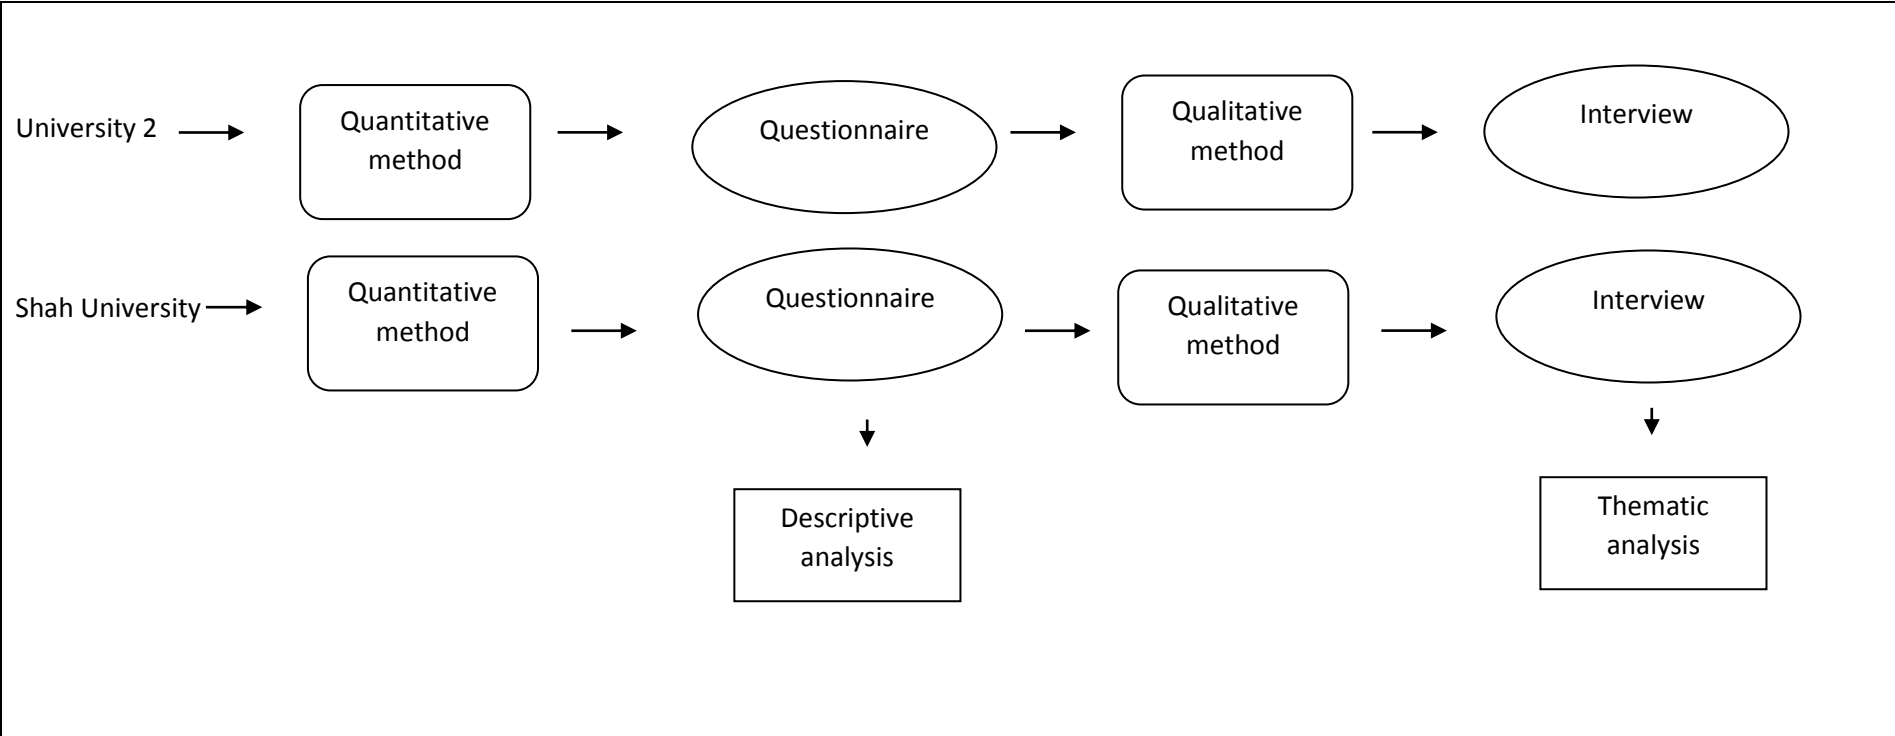 University 2
Quantitative
method
Questionnaire
Qualitative
method
Interview
Shah University
Quantitative
method
Questionnaire
Qualitative
method
Interview
Descriptive
analysis
Thematic
analysis